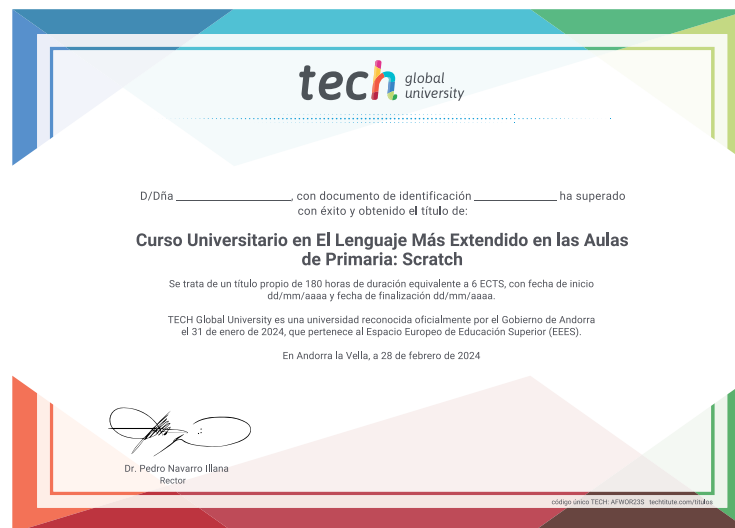 tech global university
D/Dña ____________________, con documento de identificación ______________ ha superado
con éxito y obtenido el título de:
Curso Universitario en El Lenguaje Más Extendido en las Aulas
de Primaria: Scratch
Se trata de un título propio de 180 horas de duración equivalente a 6 ECTS, con fecha de inicio
dd/mm/aaaa y fecha de finalización dd/mm/aaaa.
TECH Global University es una universidad reconocida oficialmente por el Gobierno de Andorra
el 31 de enero de 2024, que pertenece al Espacio Europeo de Educación Superior (EEES).
En Andorra la Vella, a 28 de febrero de 2024
Dr. Pedro Navarro Illana
Rector
código único TECH: AFWOR23S techtitute.com/titulos